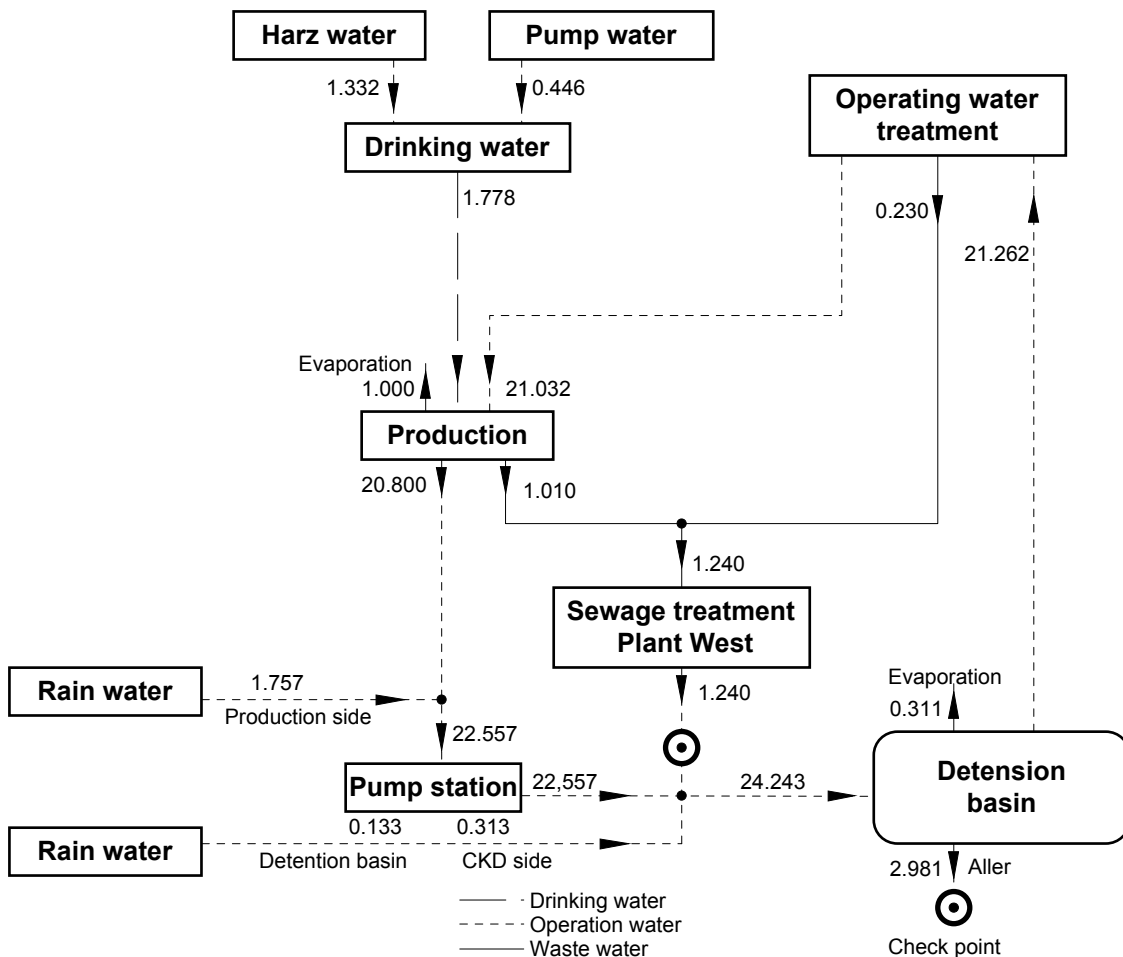 Harz water
Pump water
1.332
0.446
Operating water
treatment
Drinking water
1.778
0.230
21.262
Evaporation
1.000
21.032
Production
20.800
1.010
1.240
Sewage treatment
Plant West
Rain water
1.757
Production side
1.240
Evaporation
0.311
22.557
Pump station
22,557
24.243
Detension
basin
Rain water
0.133
0.313
Detention basin
CKD side
2.981
Aller
Drinking water
Operation water
Waste water
Check point